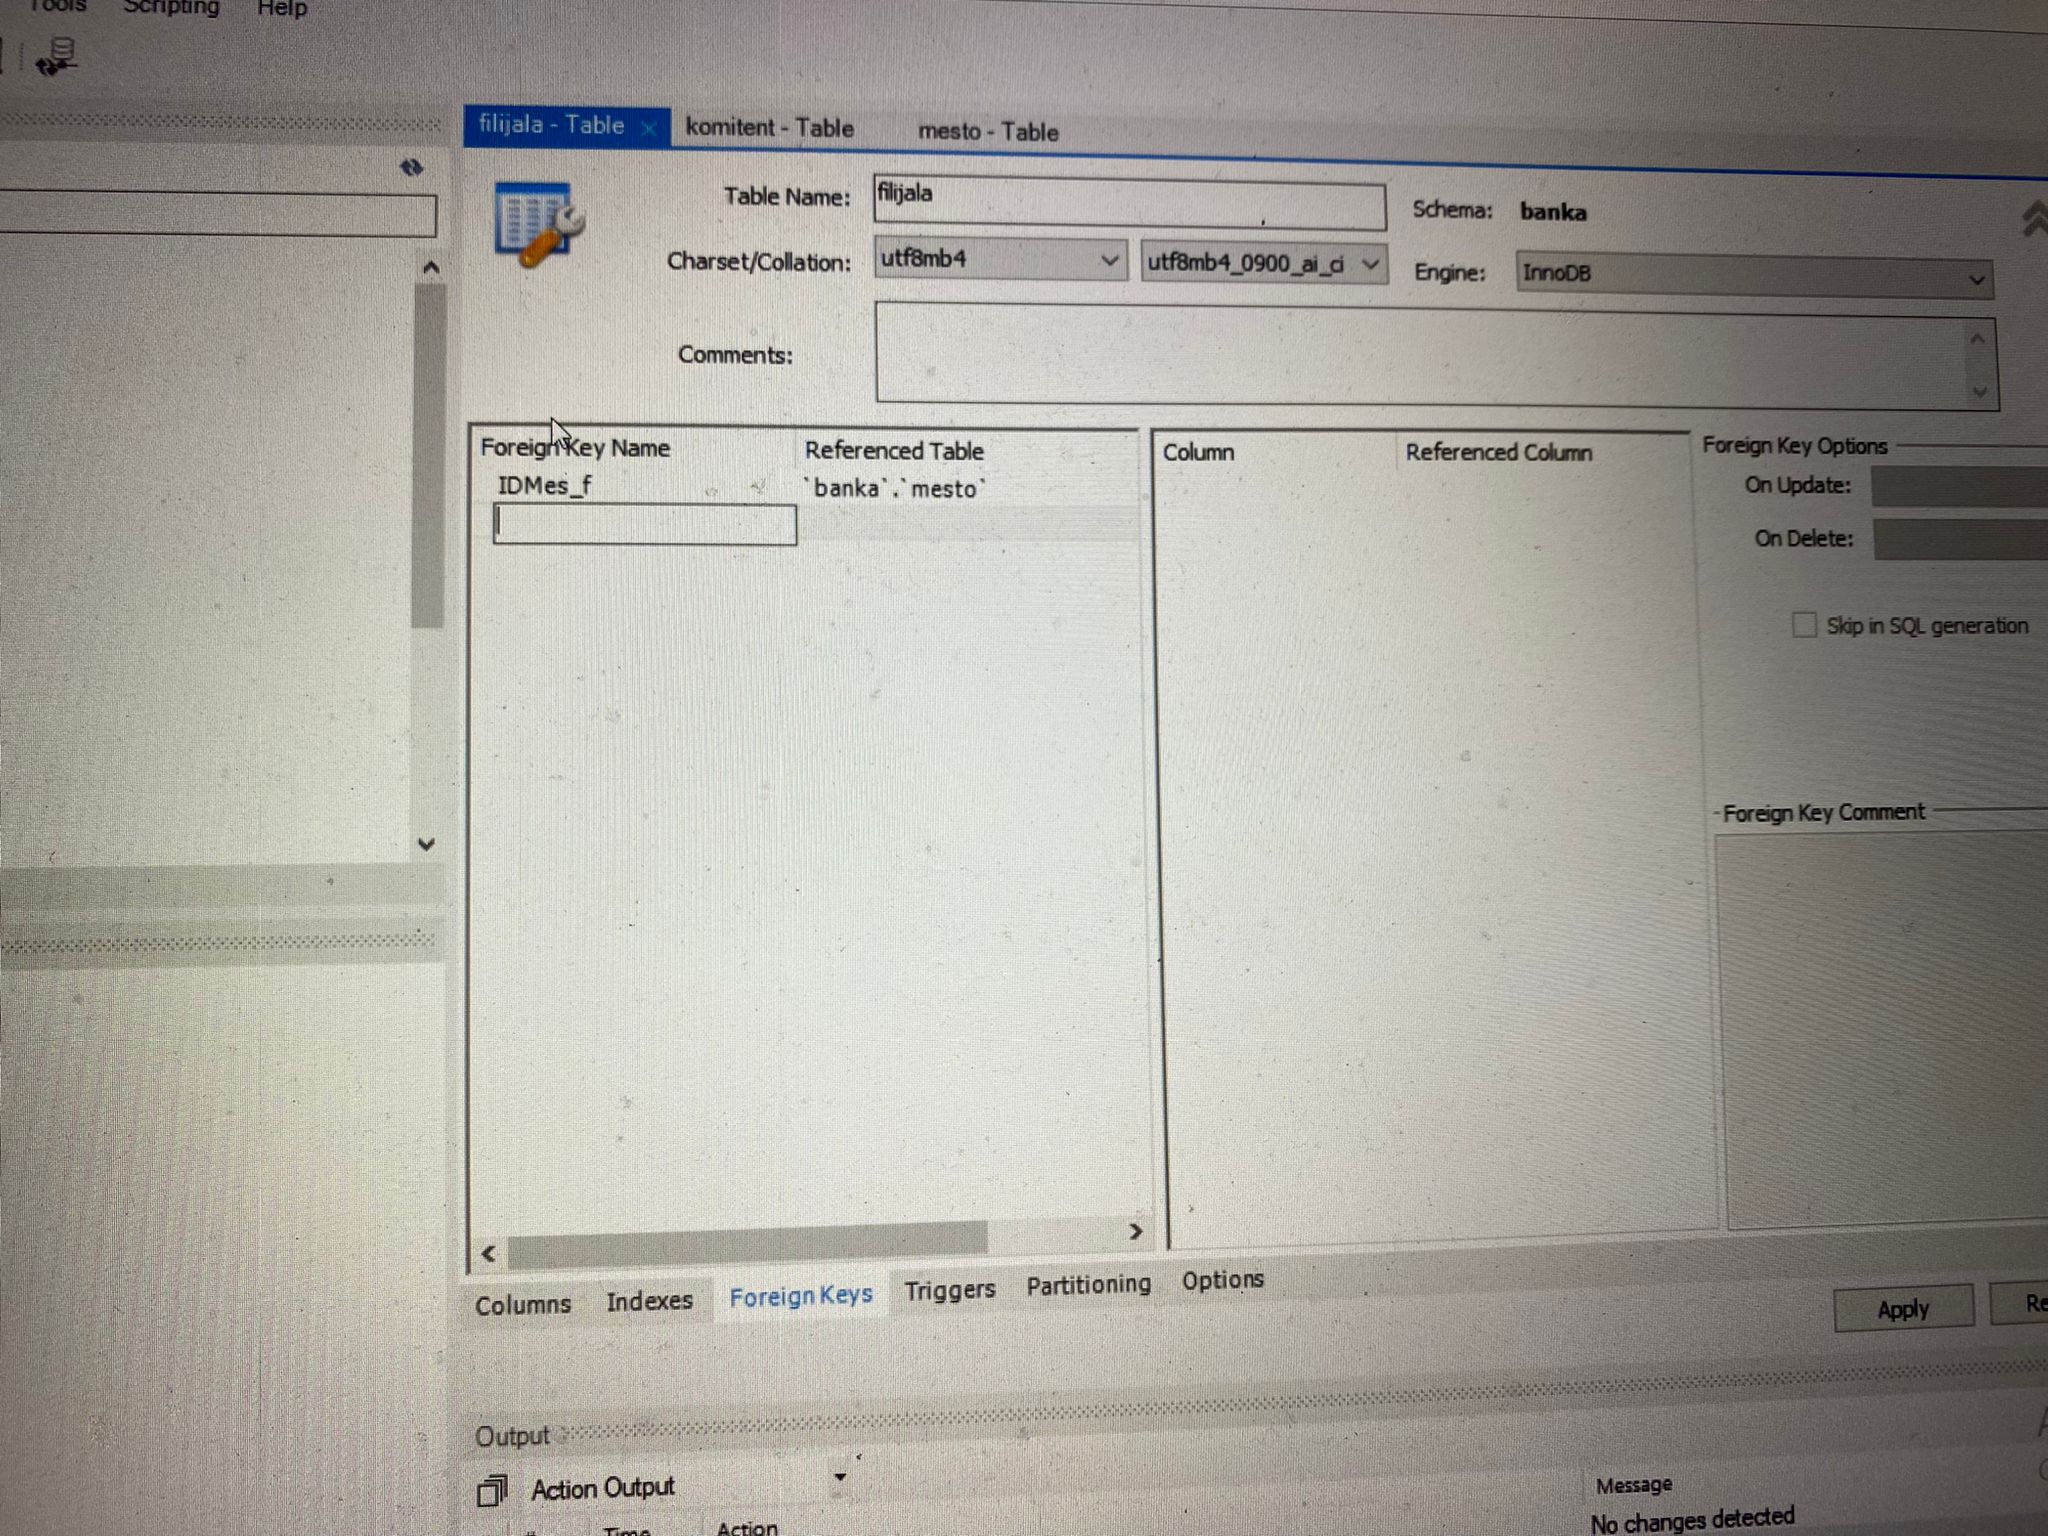 Tools Scripting Help
filijala - Table komitent - Table mesto - Table
Table Name: filijala Schema: banka
Charset/Collation: utf8mb4 utf8mb4_0900_ai_ci Engine: InnoDB
Comments:
Foreign Key Name Referenced Table Column Referenced Column Foreign Key Options
IDMes_f `banka`.`mesto` On Update:
On Delete:
Skip in SQL generation
Foreign Key Comment
Columns Indexes Foreign Keys Triggers Partitioning Options
Apply
Output
Action Output
Message
Time Action
No changes detected